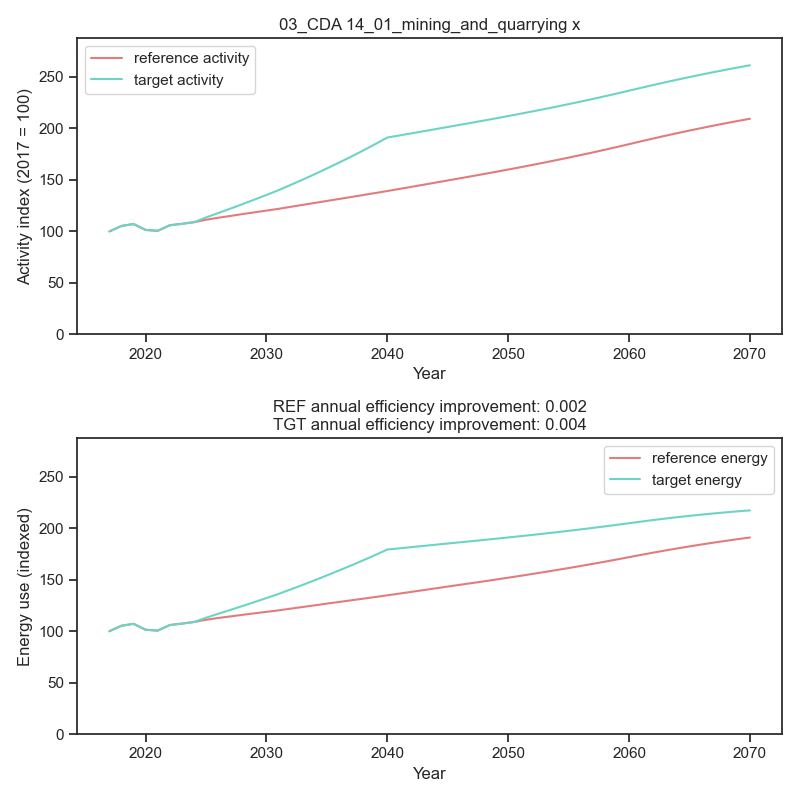 03_CDA 14_01_mining_and_quarrying x
reference activity
target activity
Activity index (2017 = 100)
250
200
150
100
50
0
2020 2030 2040 2050 2060 2070
Year
REF annual efficiency improvement: 0.002
TGT annual efficiency improvement: 0.004
reference energy
target energy
Energy use (indexed)
250
200
150
100
50
0
2020 2030 2040 2050 2060 2070
Year